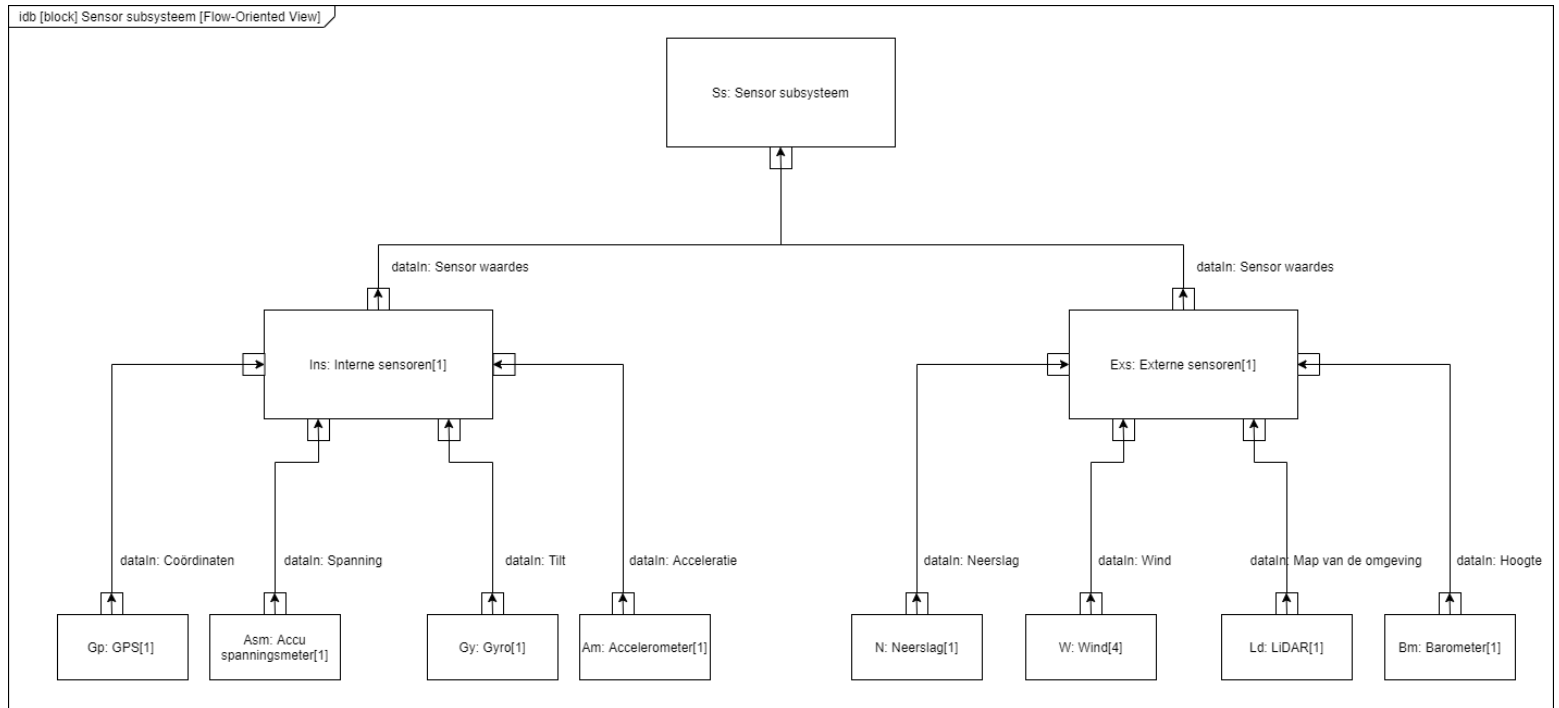 idb [block] Sensor subsysteem [Flow-Oriented View]
Ss: Sensor subsysteem
dataIn: Sensor waardes
dataIn: Sensor waardes
Ins: Interne sensoren[1]
Exs: Externe sensoren[1]
dataIn: Coördinaten
dataIn: Spanning
dataIn: Tilt
dataIn: Acceleratie
dataIn: Neerslag
dataIn: Wind
dataIn: Map van de omgeving
dataIn: Hoogte
Gp: GPS[1]
Asm: Accu
spanningsmeter[1]
Gy: Gyro[1]
Am: Accelerometer[1]
N: Neerslag[1]
W: Wind[4]
Ld: LiDAR[1]
Bm: Barometer[1]